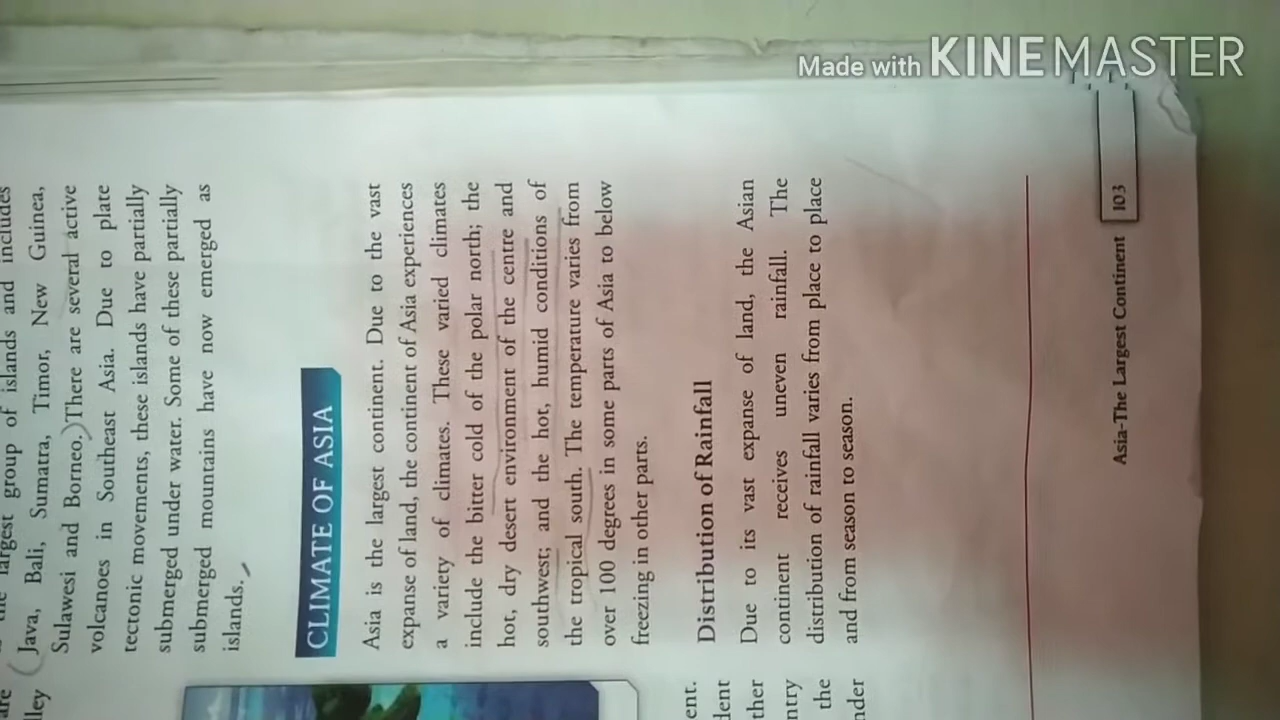 Made with KINEMASTER
largest group of islands and includes
(Java, Bali, Sumatra, Timor, New Guinea,
Sulawesi and Borneo.) There are several active
volcanoes in Southeast Asia. Due to plate
tectonic movements, these islands have partially
submerged under water. Some of these partially
submerged mountains have now emerged as
islands.
CLIMATE OF ASIA
Asia is the largest continent. Due to the vast
expanse of land, the continent of Asia experiences
a variety of climates. These varied climates
include the bitter cold of the polar north; the
hot, dry desert environment of the centre and
southwest; and the hot, humid conditions of
the tropical south. The temperature varies from
over 100 degrees in some parts of Asia to below
freezing in other parts.
Distribution of Rainfall
Due to its vast expanse of land, the Asian
continent receives uneven rainfall. The
distribution of rainfall varies from place to place
and from season to season.
Asia-The Largest Continent 103